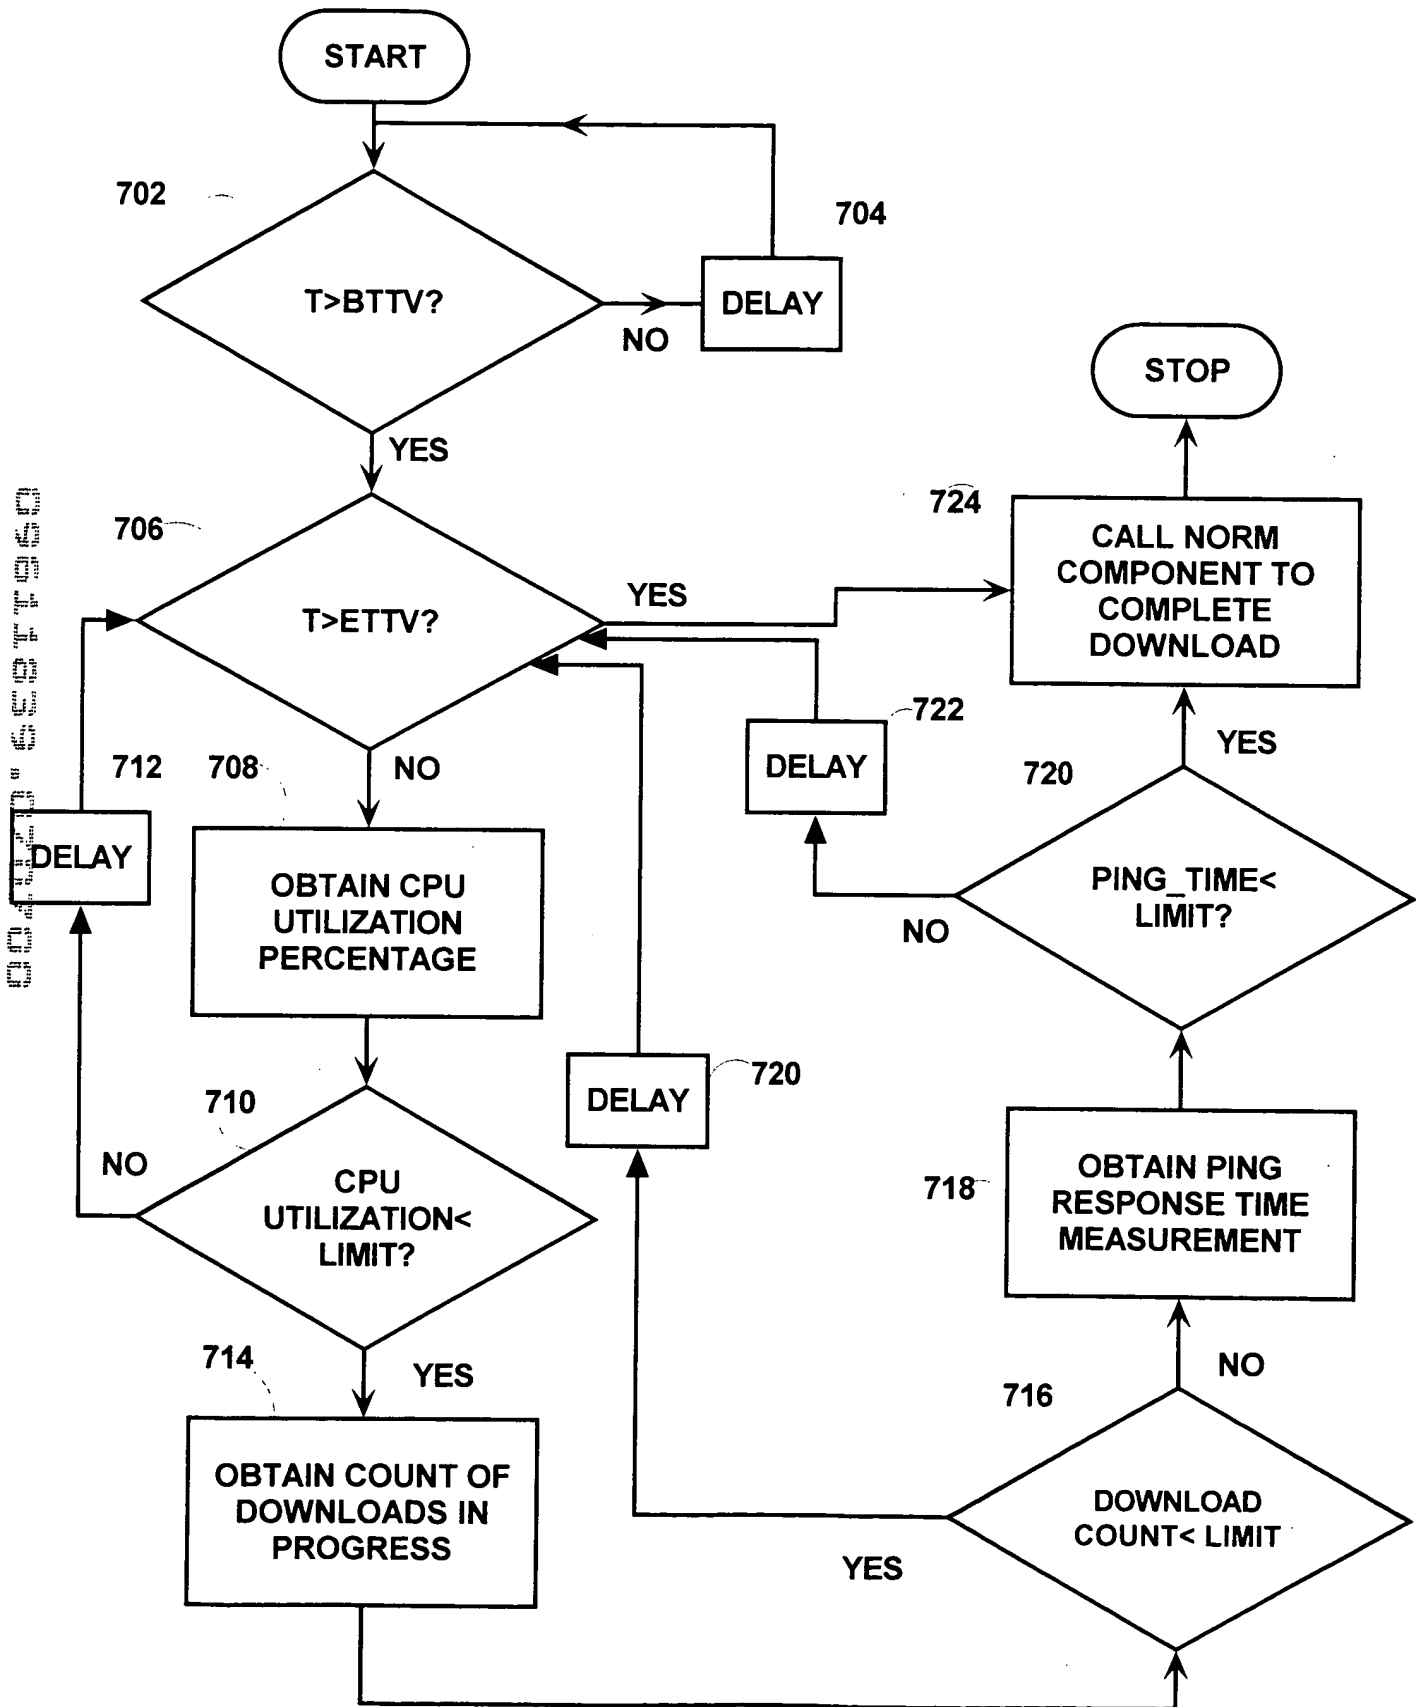 START
702
704
T>BTTV?
DELAY
NO
STOP
YES
724
706
CALL NORM
COMPONENT TO
COMPLETE
DOWNLOAD
YES
T>ETTV?
722
DELAY
YES
712
708
NO
720
DELAY
OBTAIN CPU
UTILIZATION
PERCENTAGE
PING_TIME<
LIMIT?
NO
720
DELAY
710
NO
CPU
UTILIZATION<
LIMIT?
718
OBTAIN PING
RESPONSE TIME
MEASUREMENT
714
YES
NO
716
OBTAIN COUNT OF
DOWNLOADS IN
PROGRESS
DOWNLOAD
COUNT< LIMIT
YES